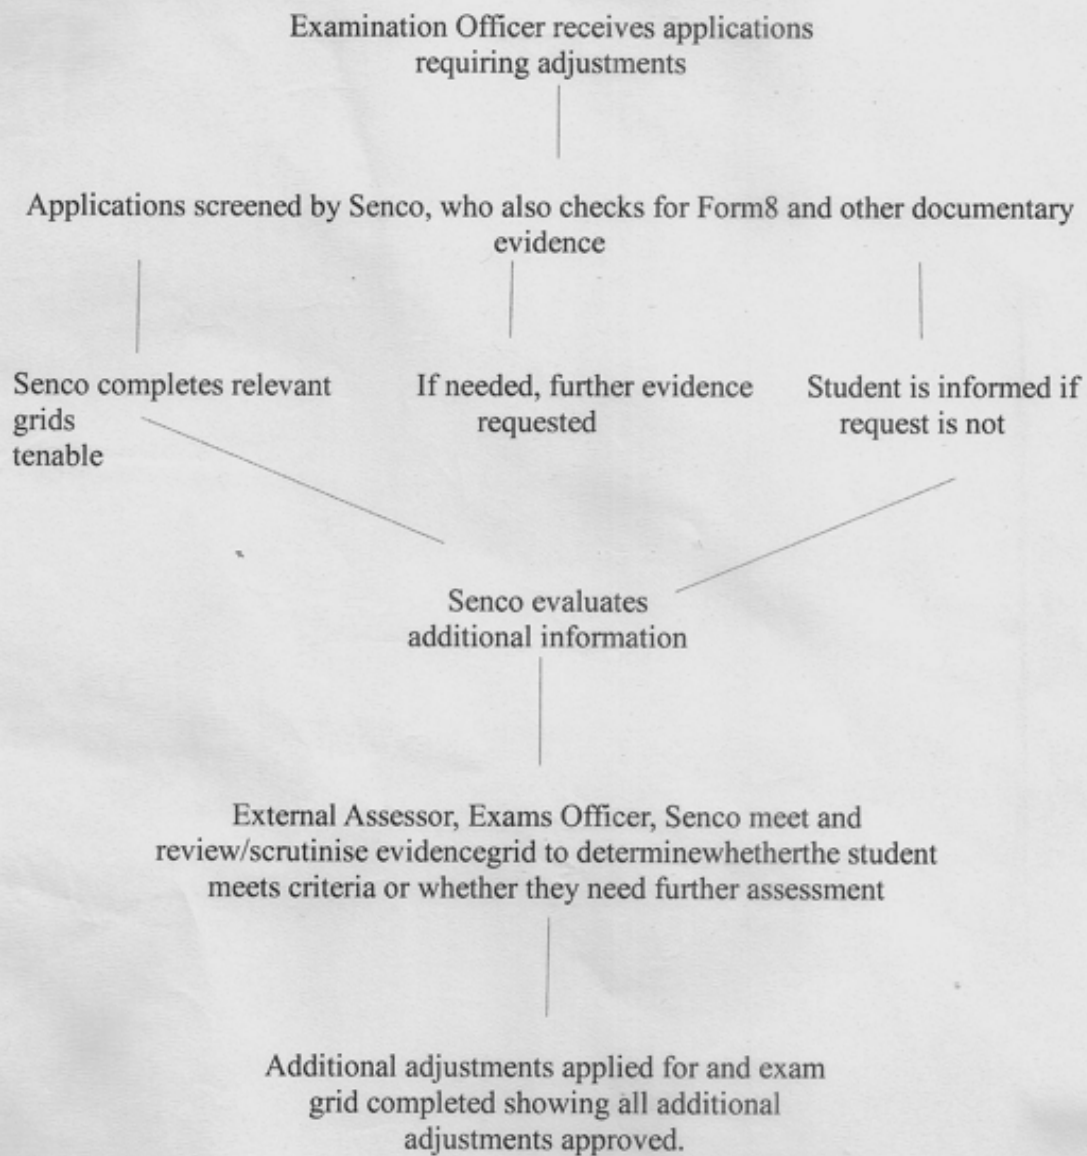 Examination Officer receives applications
requiring adjustments
Applications screened by Senco, who also checks for Form8 and other documentary
evidence
Senco completes relevant
grids
tenable
If needed, further evidence
requested
Student is informed if
request is not
Senco evaluates
additional information
External Assessor, Exams Officer, Senco meet and
review/scrutinise evidencegrid to determinewhetherthe student
meets criteria or whether they need further assessment
Additional adjustments applied for and exam
grid completed showing all additional
adjustments approved.